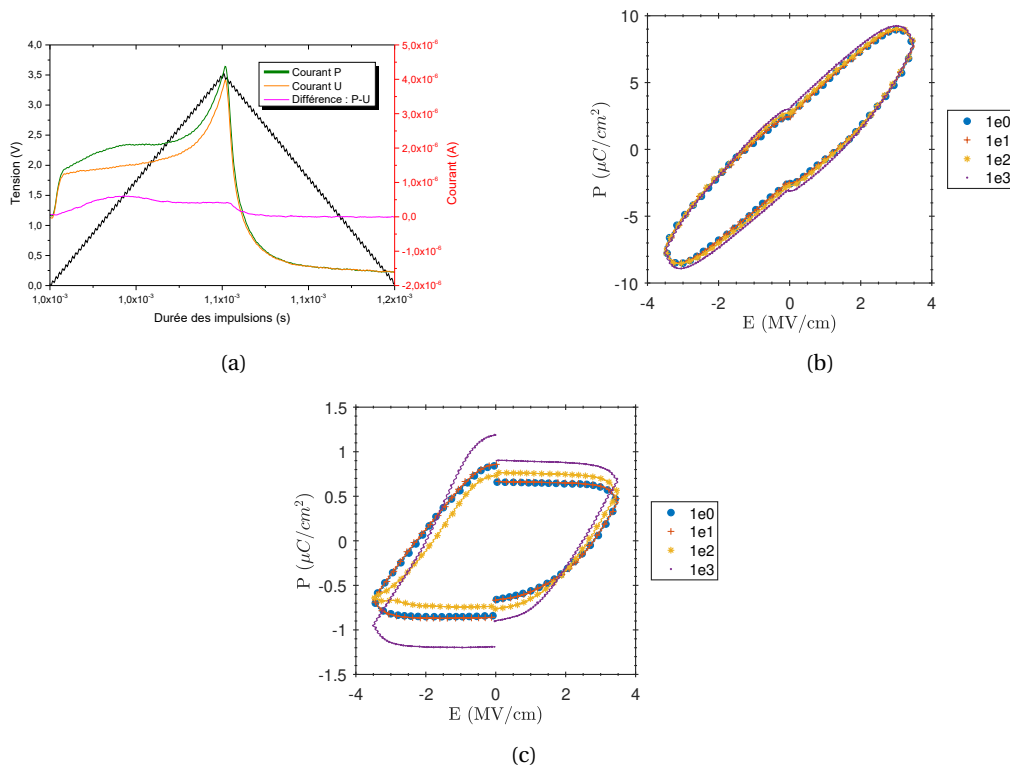 4,0
3,5
3,0
2,5
2,0
1,5
1,0
0,5
0,0
Tension (V)
5,0x10⁻⁶
4,0x10⁻⁶
3,0x10⁻⁶
2,0x10⁻⁶
1,0x10⁻⁶
0,0
-1,0x10⁻⁶
-2,0x10⁻⁶
Courant (A)
Courant P
Courant U
Différence : P-U
1,0x10⁻³ 1,0x10⁻³ 1,1x10⁻³ 1,1x10⁻³ 1,2x10⁻³
Durée des impulsions (s)
(a)
10
5
0
-5
-10
P (μC/cm²)
-4 -2 0 2 4
E (MV/cm)
1e0
1e1
1e2
1e3
(b)
1.5
1
0.5
0
-0.5
-1
-1.5
P (μC/cm²)
-4 -2 0 2 4
E (MV/cm)
1e0
1e1
1e2
1e3
(c)